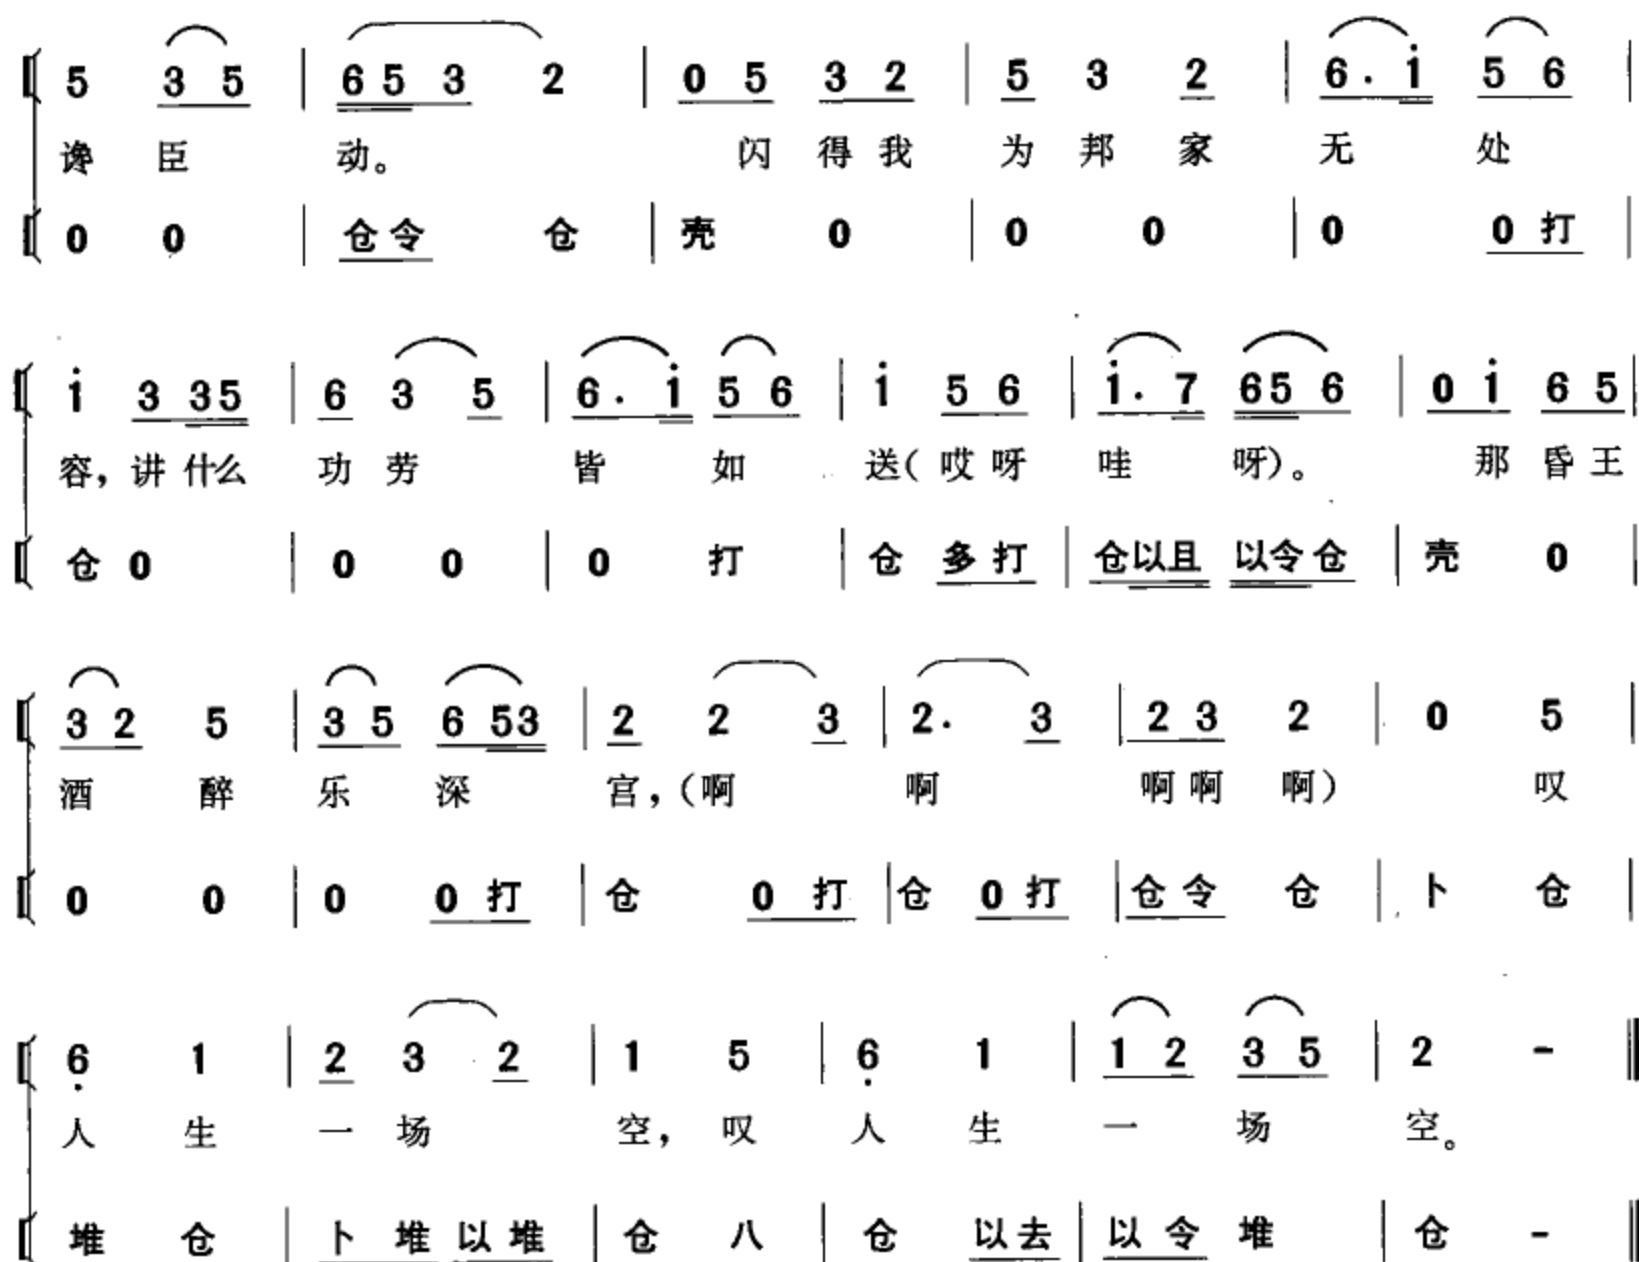 5 3 5 | 6 5 3 2 | 0 5 3 2 | 5 3 2 | 6 · i 5 6 |
谗 臣 动。 闪 得 我 为 邦 家 无 处
0 0 | 仓 令 仓 | 壳 0 | 0 0 | 0 0 打 |
i 3 3 5 | 6 3 5 | 6 · i 5 6 | i 5 6 | i · 7 6 5 6 | 0 i 6 5 |
容，讲 什么 功 劳 皆 如 送（哎 呀 哇 呀）。 那 昏 王
仓 0 | 0 0 | 0 打 | 仓 多 打 | 仓 以 且 以 令 仓 | 壳 0 |
3 2 5 | 3 5 6 5 3 | 2 2 3 | 2 · 3 | 2 3 2 | 0 5 |
酒 醉 乐 深 宫，（啊 啊 啊 啊 啊） 叹
0 0 | 0 0 打 | 仓 0 打 | 仓 0 打 | 仓 令 仓 | 卜 仓 |
6̣ 1 | 2 3 2 | 1 5 | 6̣ 1 | 1 2 3 5 | 2 -
人 生 一 场 空，叹 人 生 一 场 空。
堆 仓 | 卜 堆 以 堆 | 仓 八 | 仓 以 去 | 以 令 堆 | 仓 -